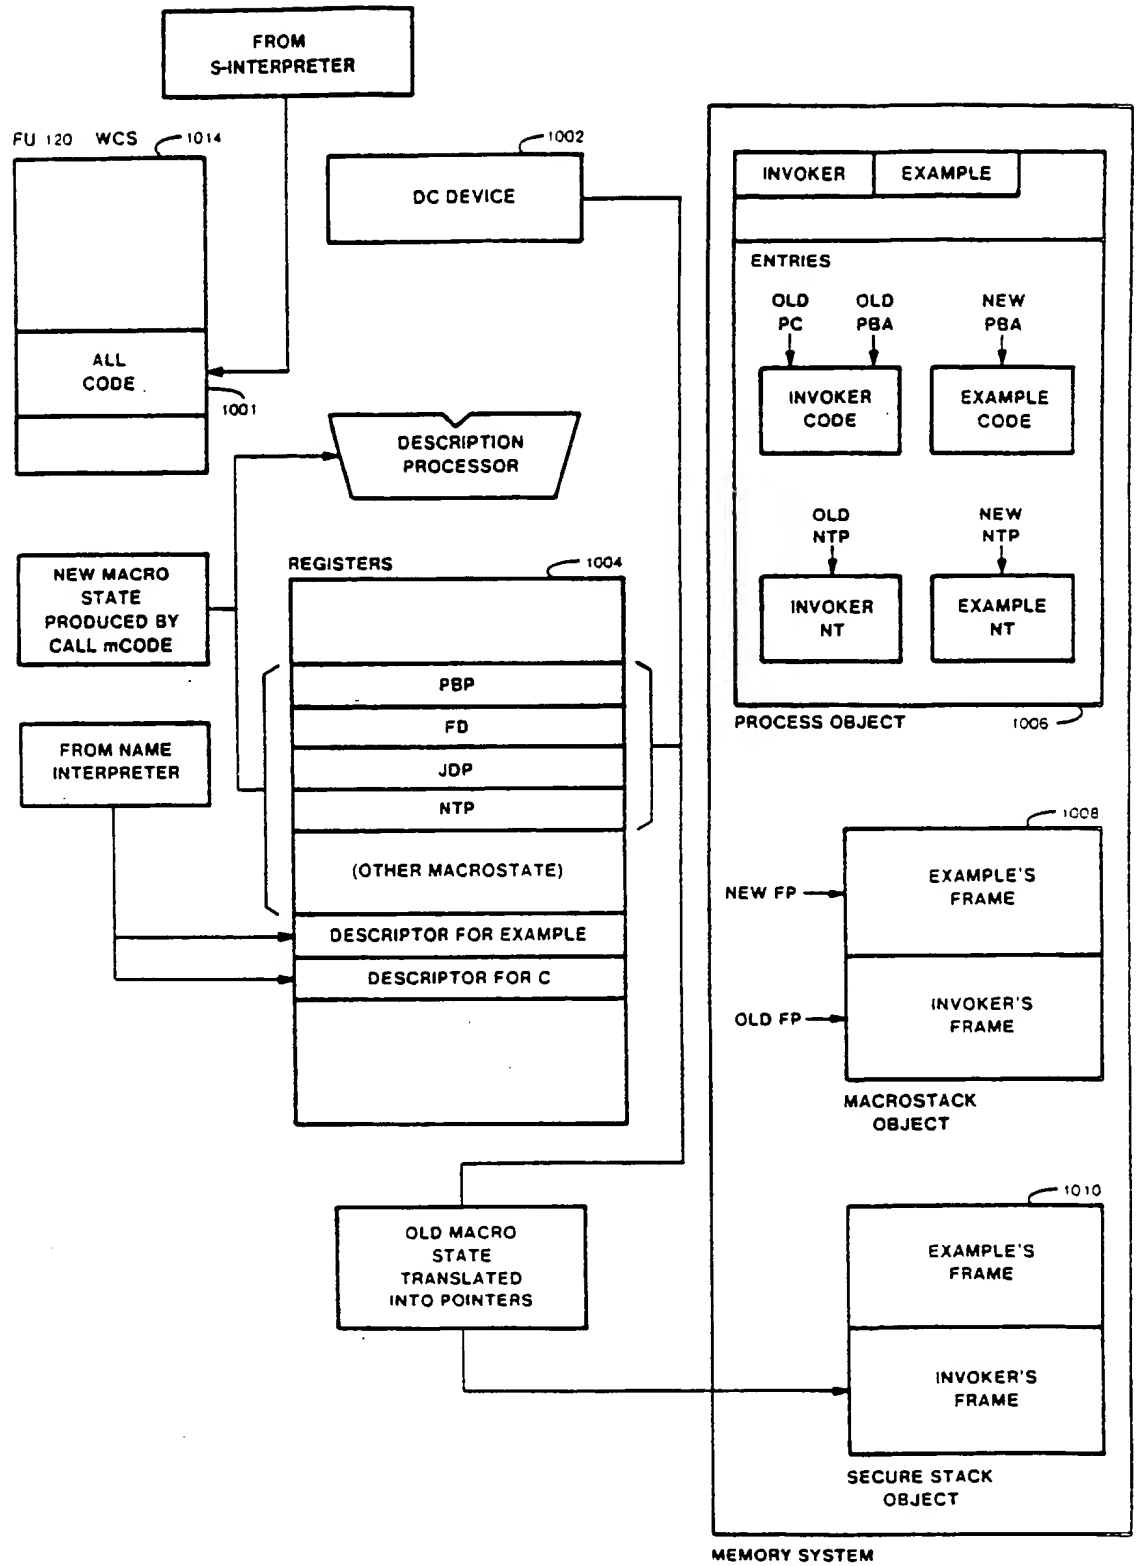 FROM
S-INTERPRETER
FU 120 WCS
1014
ALL
CODE
1001
1002
DC DEVICE
DESCRIPTION
PROCESSOR
NEW MACRO
STATE
PRODUCED BY
CALL mCODE
FROM NAME
INTERPRETER
REGISTERS
1004
PBP
FD
JDP
NTP
(OTHER MACROSTATE)
DESCRIPTOR FOR EXAMPLE
DESCRIPTOR FOR C
OLD MACRO
STATE
TRANSLATED
INTO POINTERS
INVOKER
EXAMPLE
ENTRIES
OLD
PC
OLD
PBA
NEW
PBA
INVOKER
CODE
EXAMPLE
CODE
OLD
NTP
NEW
NTP
INVOKER
NT
EXAMPLE
NT
PROCESS OBJECT
1006
1008
NEW FP
EXAMPLE'S
FRAME
OLD FP
INVOKER'S
FRAME
MACROSTACK
OBJECT
1010
EXAMPLE'S
FRAME
INVOKER'S
FRAME
SECURE STACK
OBJECT
MEMORY SYSTEM